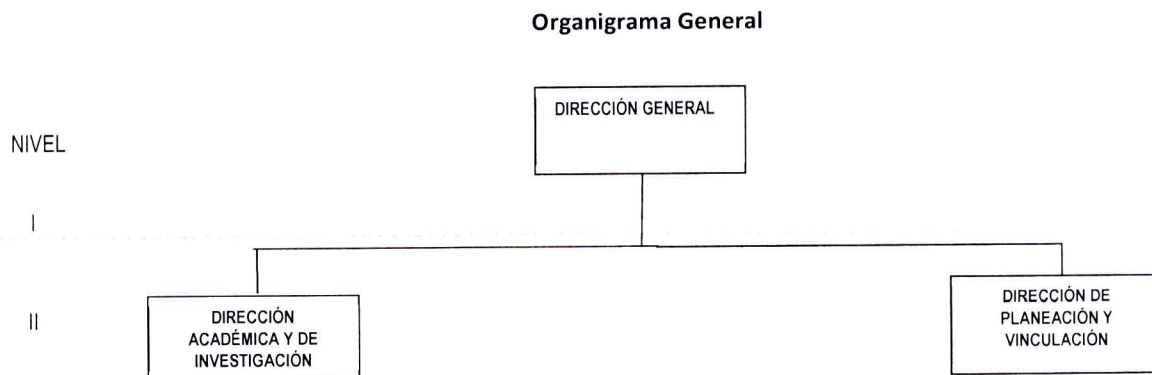 Organigrama General
DIRECCIÓN GENERAL
NIVEL
I
II
DIRECCIÓN
ACADÉMICA Y DE
INVESTIGACIÓN
DIRECCIÓN DE
PLANEACIÓN Y
VINCULACIÓN